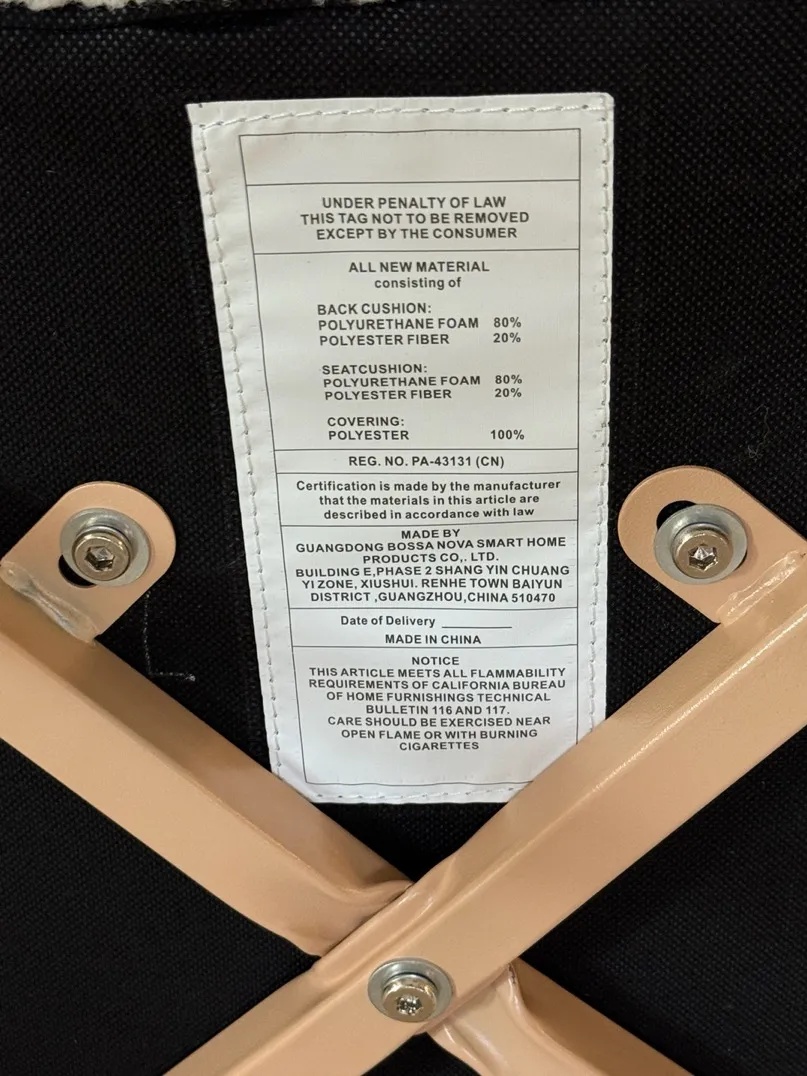 UNDER PENALTY OF LAW
THIS TAG NOT TO BE REMOVED
EXCEPT BY THE CONSUMER
ALL NEW MATERIAL
consisting of
BACK CUSHION:
POLYURETHANE FOAM 80%
POLYESTER FIBER 20%
SEATCUSHION:
POLYURETHANE FOAM 80%
POLYESTER FIBER 20%
COVERING:
POLYESTER 100%
REG. NO. PA-43131 (CN)
Certification is made by the manufacturer
that the materials in this article are
described in accordance with law
MADE BY
GUANGDONG BOSSA NOVA SMART HOME
PRODUCTS CO,. LTD.
BUILDING E,PHASE 2 SHANG YIN CHUANG
YI ZONE, XIUSHUI. RENHE TOWN BAIYUN
DISTRICT ,GUANGZHOU,CHINA 510470
Date of Delivery ___________
MADE IN CHINA
NOTICE
THIS ARTICLE MEETS ALL FLAMMABILITY
REQUIREMENTS OF CALIFORNIA BUREAU
OF HOME FURNISHINGS TECHNICAL
BULLETIN 116 AND 117.
CARE SHOULD BE EXERCISED NEAR
OPEN FLAME OR WITH BURNING
CIGARETTES